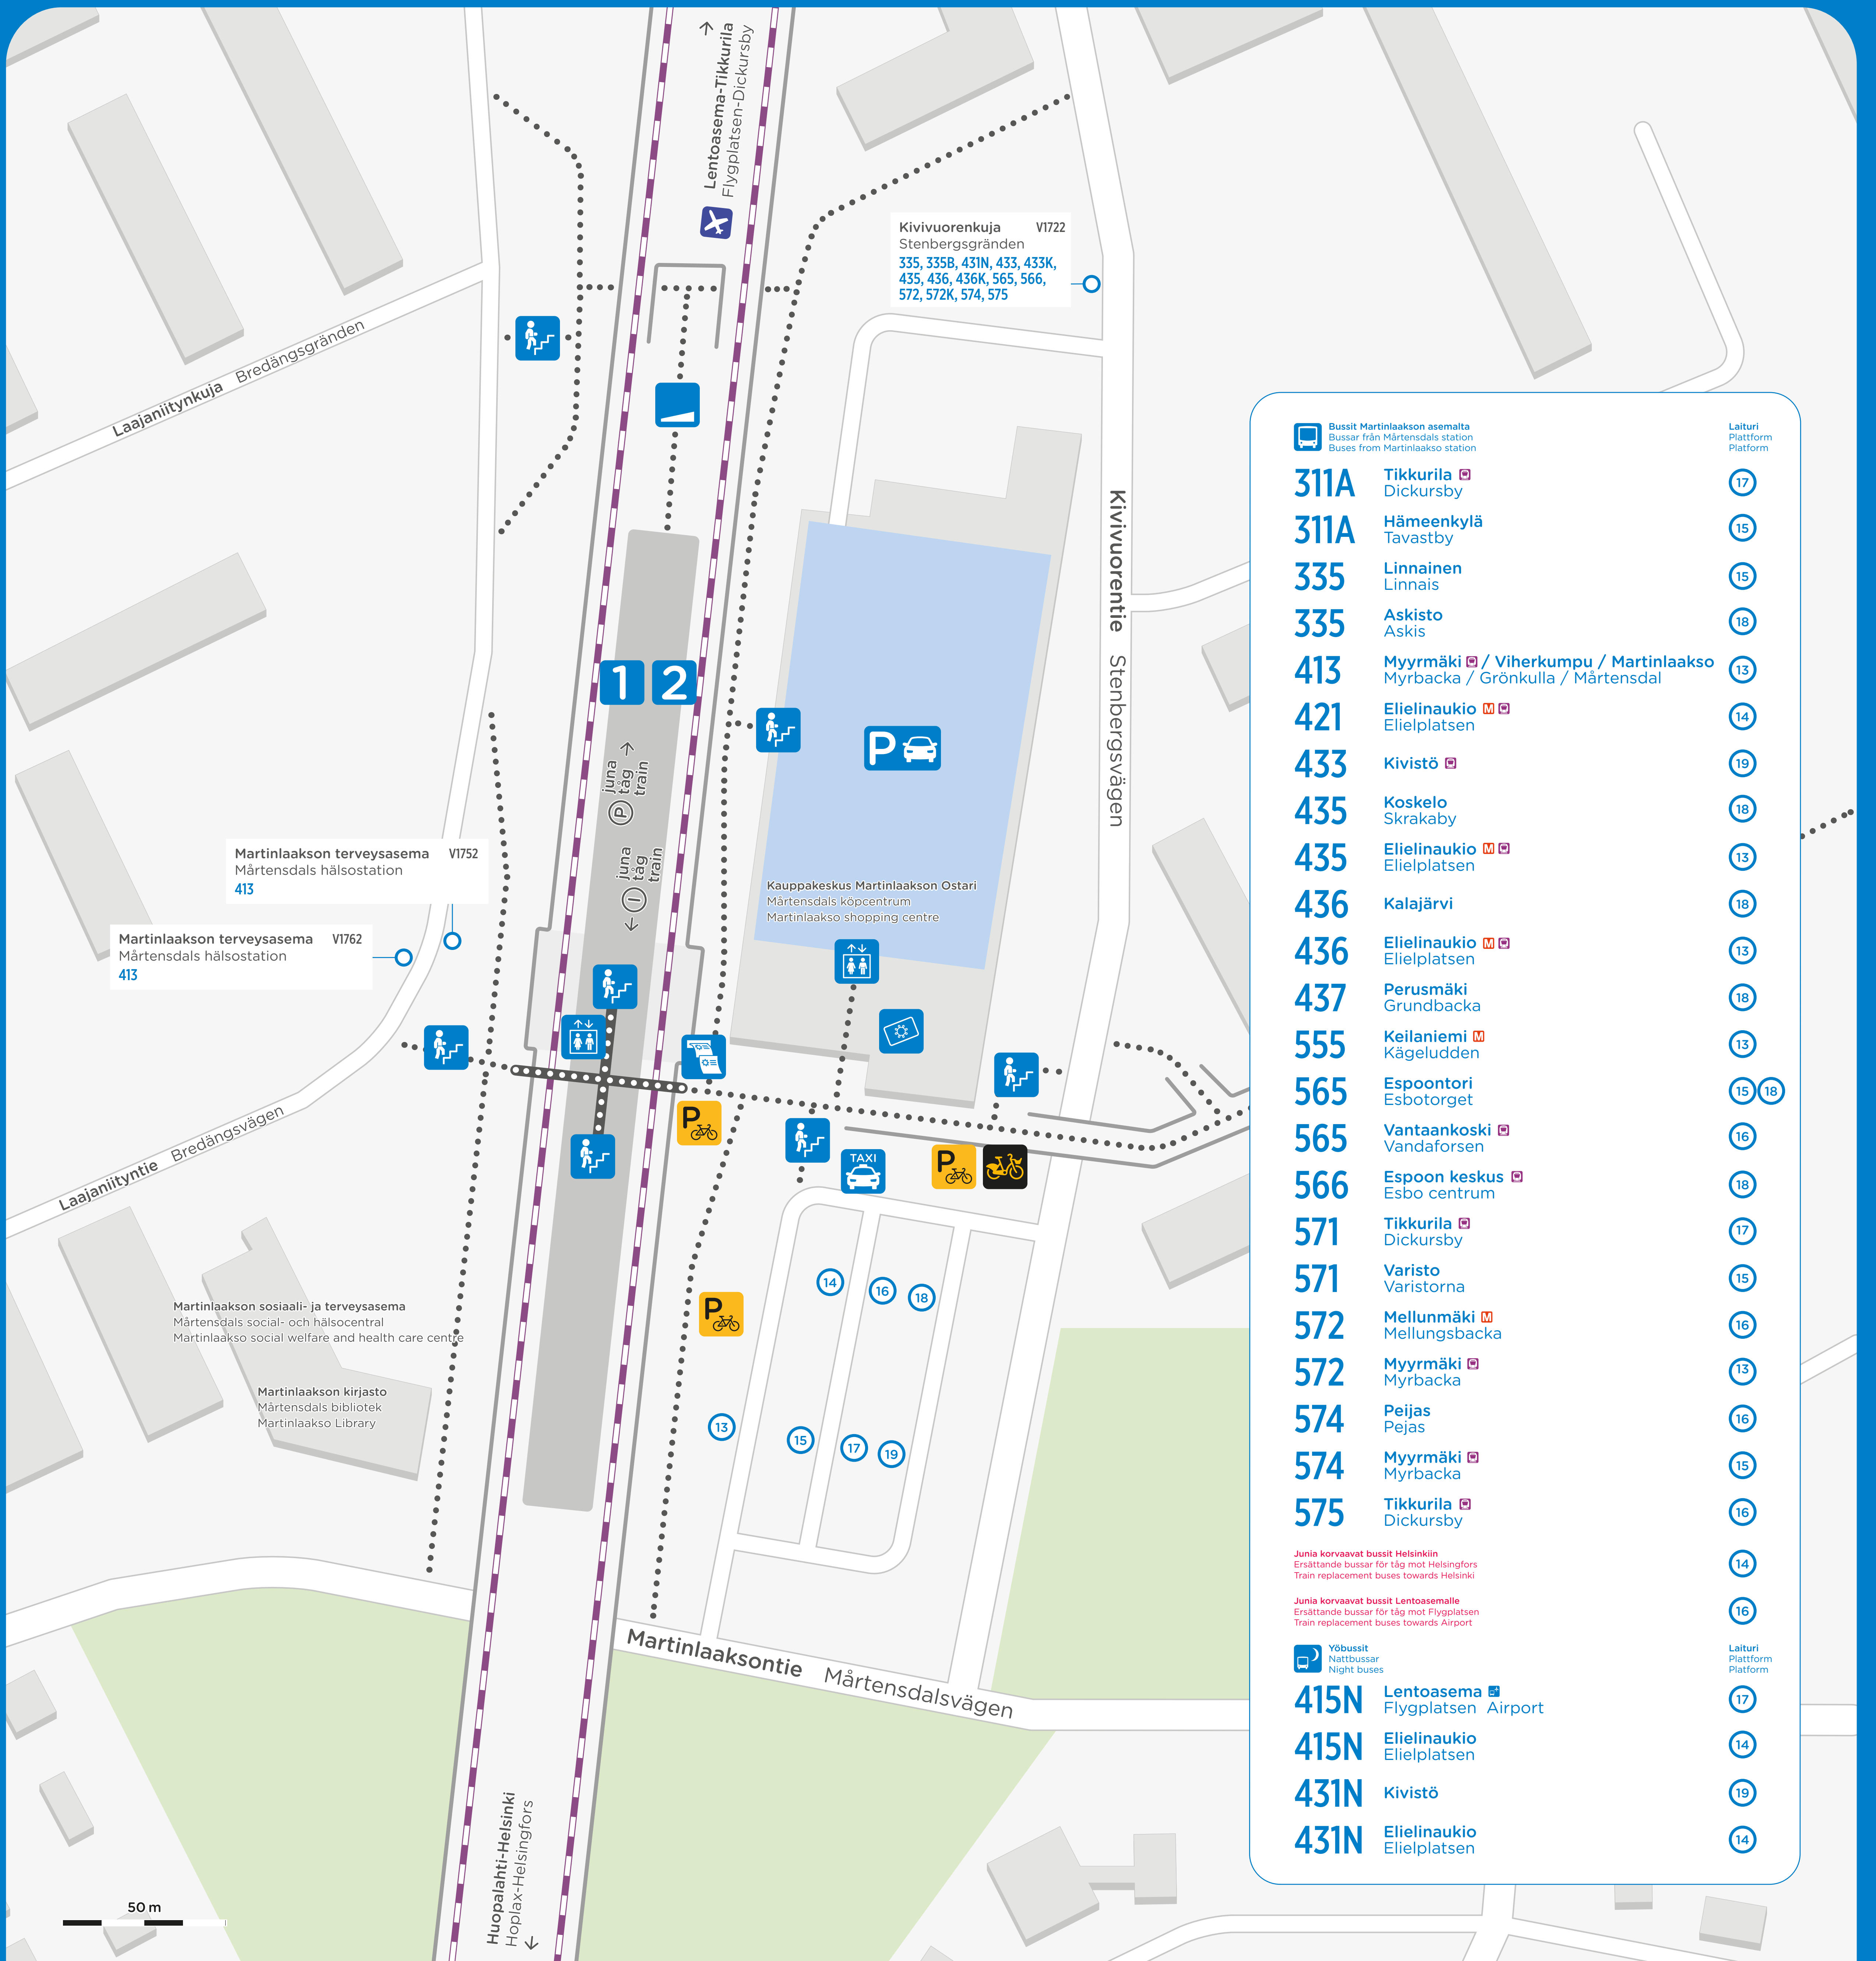 Lentoasema-Tikkurila
Flygplatsen-Dickursby
Kivivuorenkuja V1722
Stenbergsgränden
335, 335B, 431N, 433, 433K,
435, 436, 436K, 565, 566,
572, 572K, 574, 575
Laajaniitynkuja Bredängsgränden
Kivivuorentie Stenbergsvägen
1 2
juna
tåg
train
P
juna
tåg
train
I
P
Martinlaakson terveysasema V1752
Mårtensdals hälsostation
413
Martinlaakson terveysasema V1762
Mårtensdals hälsostation
413
Kauppakeskus Martinlaakson Ostari
Mårtensdals köpcentrum
Martinlaakso shopping centre
Laajaniityntie Bredängsvägen
P
TAXI
P
P
14 16 18
13 15 17 19
Martinlaakson sosiaali- ja terveysasema
Mårtensdals social- och hälsocentral
Martinlaakso social welfare and health care centre
Martinlaakson kirjasto
Mårtensdals bibliotek
Martinlaakso Library
Martinlaaksontie Mårtensdalsvägen
Huopalahti-Helsinki
Hoplax-Helsingfors
50 m
Bussit Martinlaakson asemalta Laituri
Bussar från Mårtensdals station Plattform
Buses from Martinlaakso station Platform
311A Tikkurila 17
Dickursby
311A Hämeenkylä 15
Tavastby
335 Linnainen 15
Linnais
335 Askisto 18
Askis
413 Myyrmäki / Viherkumpu / Martinlaakso 13
Myrbacka / Grönkulla / Mårtensdal
421 Elielinaukio M 14
Elielplatsen
433 Kivistö 19
435 Koskelo 18
Skrakaby
435 Elielinaukio M 13
Elielplatsen
436 Kalajärvi 18
436 Elielinaukio M 13
Elielplatsen
437 Perusmäki 18
Grundbacka
555 Keilaniemi M 13
Kägeludden
565 Espoontori 15 18
Esbotorget
565 Vantaankoski 16
Vandaforsen
566 Espoon keskus 18
Esbo centrum
571 Tikkurila 17
Dickursby
571 Varisto 15
Varistorna
572 Mellunmäki M 16
Mellungsbacka
572 Myyrmäki 13
Myrbacka
574 Peijas 16
Pejas
574 Myyrmäki 15
Myrbacka
575 Tikkurila 16
Dickursby
Junia korvaavat bussit Helsinkiin 14
Ersättande bussar för tåg mot Helsingfors
Train replacement buses towards Helsinki
Junia korvaavat bussit Lentoasemalle 16
Ersättande bussar för tåg mot Flygplatsen
Train replacement buses towards Airport
Yöbussit Laituri
Nattbussar Plattform
Night buses Platform
415N Lentoasema 17
Flygplatsen Airport
415N Elielinaukio 14
Elielplatsen
431N Kivistö 19
431N Elielinaukio 14
Elielplatsen